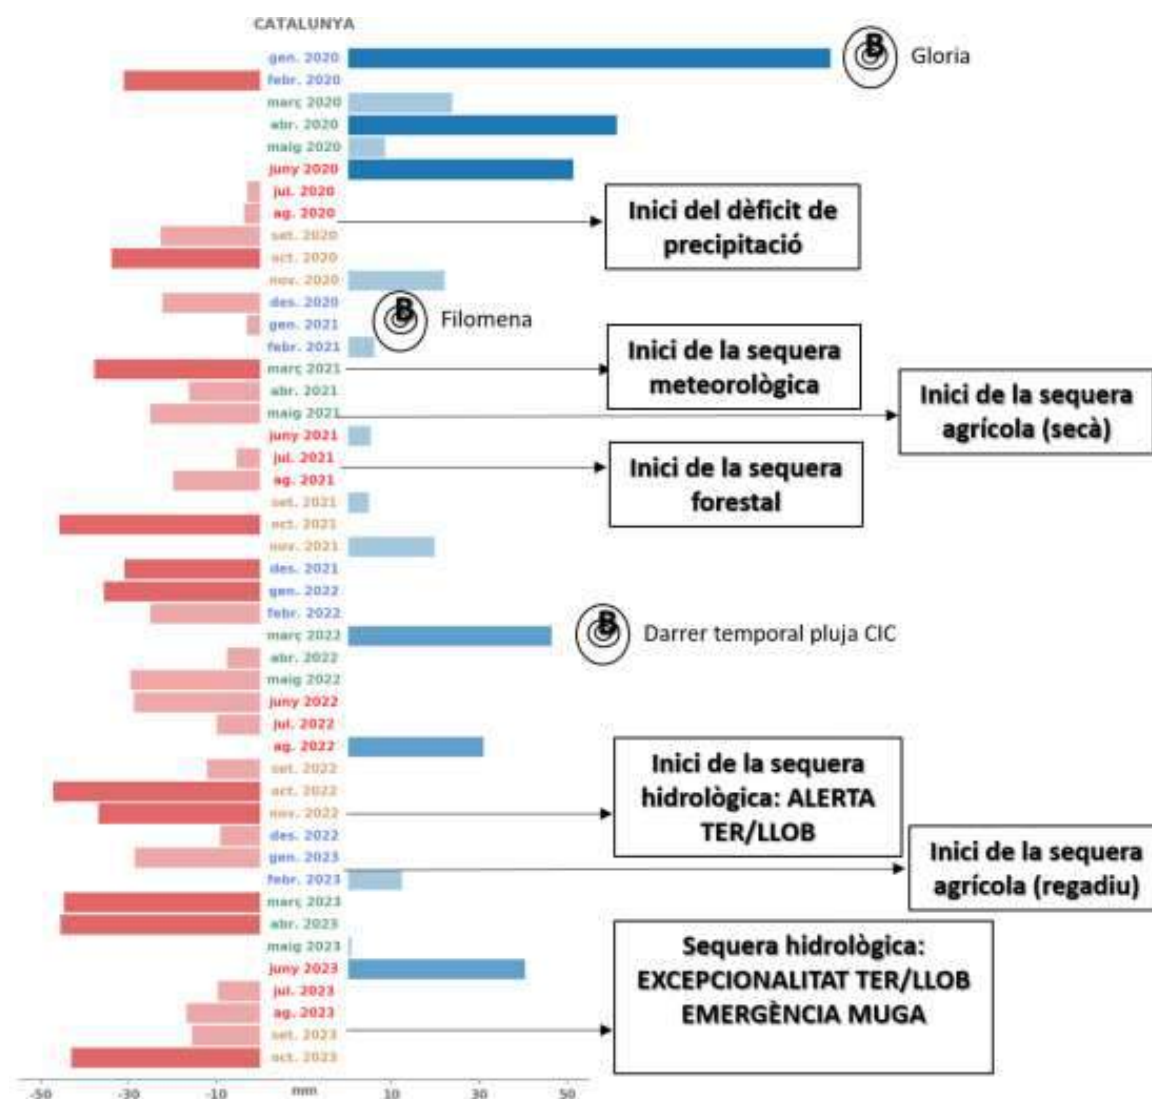 CATALUNYA
gen. 2020
B
Gloria
febr. 2020
març 2020
abr. 2020
maig 2020
juny 2020
jul. 2020
ag. 2020
Inici del dèficit de
precipitació
set. 2020
oct. 2020
nov. 2020
des. 2020
gen. 2021
B
Filomena
febr. 2021
març 2021
Inici de la sequera
meteorològica
abr. 2021
maig 2021
Inici de la sequera
agrícola (secà)
juny 2021
jul. 2021
Inici de la sequera
forestal
ag. 2021
set. 2021
oct. 2021
nov. 2021
des. 2021
gen. 2022
febr. 2022
març 2022
B
Darrer temporal pluja CIC
abr. 2022
maig 2022
juny 2022
jul. 2022
ag. 2022
set. 2022
oct. 2022
nov. 2022
Inici de la sequera
hidrològica: ALERTA
TER/LLOB
des. 2022
gen. 2023
Inici de la sequera
agrícola (regadiu)
febr. 2023
març 2023
abr. 2023
maig 2023
juny 2023
jul. 2023
ag. 2023
set. 2023
Sequera hidrològica:
EXCEPCIONALITAT TER/LLOB
EMERGÈNCIA MUGA
oct. 2023
-50 -30 -10 mm 10 30 50